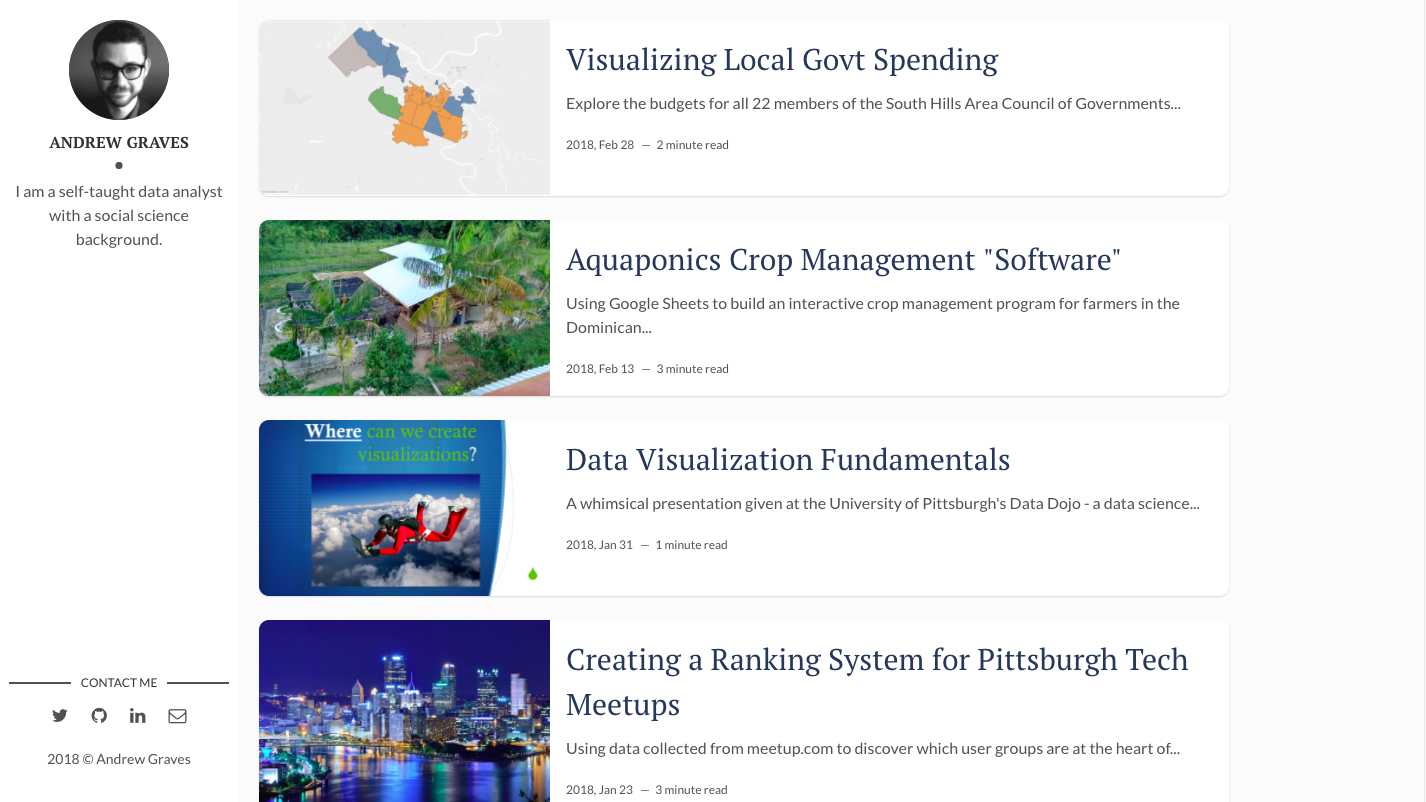 ANDREW GRAVES
I am a self-taught data analyst
with a social science
background.
CONTACT ME
2018 © Andrew Graves
Visualizing Local Govt Spending
Explore the budgets for all 22 members of the South Hills Area Council of Governments...
2018, Feb 28 — 2 minute read
Aquaponics Crop Management "Software"
Using Google Sheets to build an interactive crop management program for farmers in the
Dominican...
2018, Feb 13 — 3 minute read
Where can we create
visualizations?
Data Visualization Fundamentals
A whimsical presentation given at the University of Pittsburgh's Data Dojo - a data science...
2018, Jan 31 — 1 minute read
Creating a Ranking System for Pittsburgh Tech
Meetups
Using data collected from meetup.com to discover which user groups are at the heart of...
2018, Jan 23 — 3 minute read